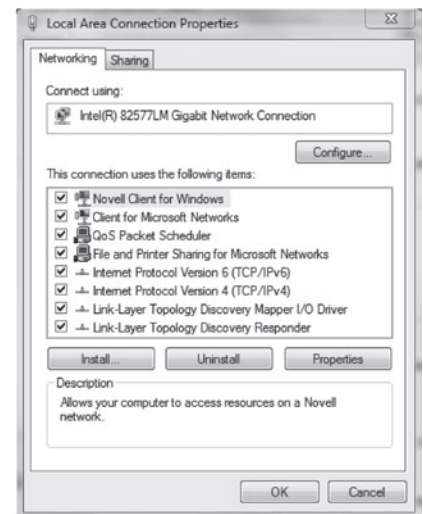 Local Area Connection Properties
Networking
Sharing
Connect using:
Intel(R) 82577LM Gigabit Network Connection
Configure...
This connection uses the following items:
Novell Client for Windows
Client for Microsoft Networks
QoS Packet Scheduler
File and Printer Sharing for Microsoft Networks
Internet Protocol Version 6 (TCP/IPv6)
Internet Protocol Version 4 (TCP/IPv4)
Link-Layer Topology Discovery Mapper I/O Driver
Link-Layer Topology Discovery Responder
Install...
Uninstall
Properties
Description
Allows your computer to access resources on a Novell
network.
OK
Cancel